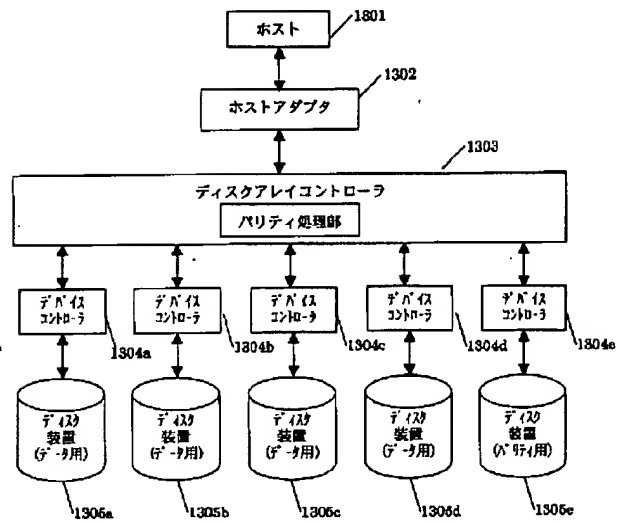 1301
ホスト
1302
ホストアダプタ
1303
ディスクアレイコントローラ
パリティ処理部
デバイス
コントローラ
デバイス
コントローラ
デバイス
コントローラ
デバイス
コントローラ
デバイス
コントローラ
1304a
1304b
1304c
1304d
1304e
ディスク
装置
(データ用)
ディスク
装置
(データ用)
ディスク
装置
(データ用)
ディスク
装置
(データ用)
ディスク
装置
(パリティ用)
1305a
1305b
1305c
1305d
1305e